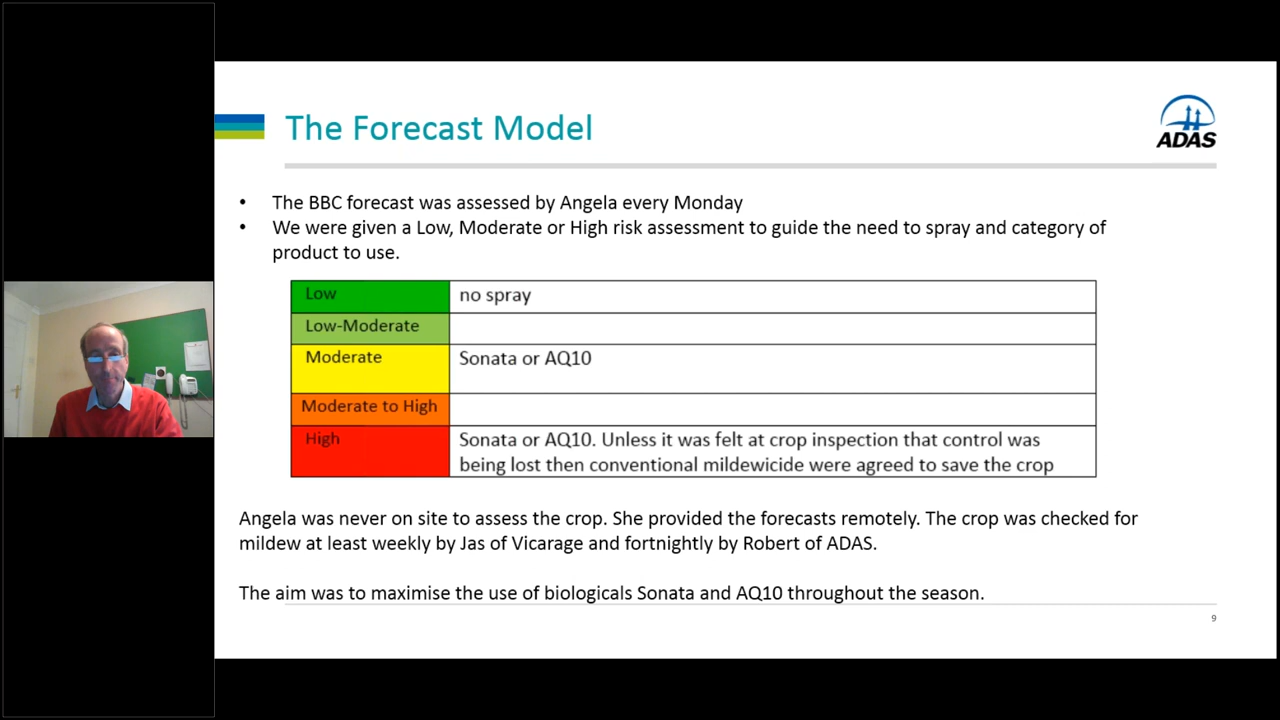 The Forecast Model
ADAS
• The BBC forecast was assessed by Angela every Monday
• We were given a Low, Moderate or High risk assessment to guide the need to spray and category of
product to use.
Low no spray
Low-Moderate
Moderate Sonata or AQ10
Moderate to High
High Sonata or AQ10. Unless it was felt at crop inspection that control was
being lost then conventional mildewicide were agreed to save the crop
Angela was never on site to assess the crop. She provided the forecasts remotely. The crop was checked for
mildew at least weekly by Jas of Vicarage and fortnightly by Robert of ADAS.
The aim was to maximise the use of biologicals Sonata and AQ10 throughout the season.
9